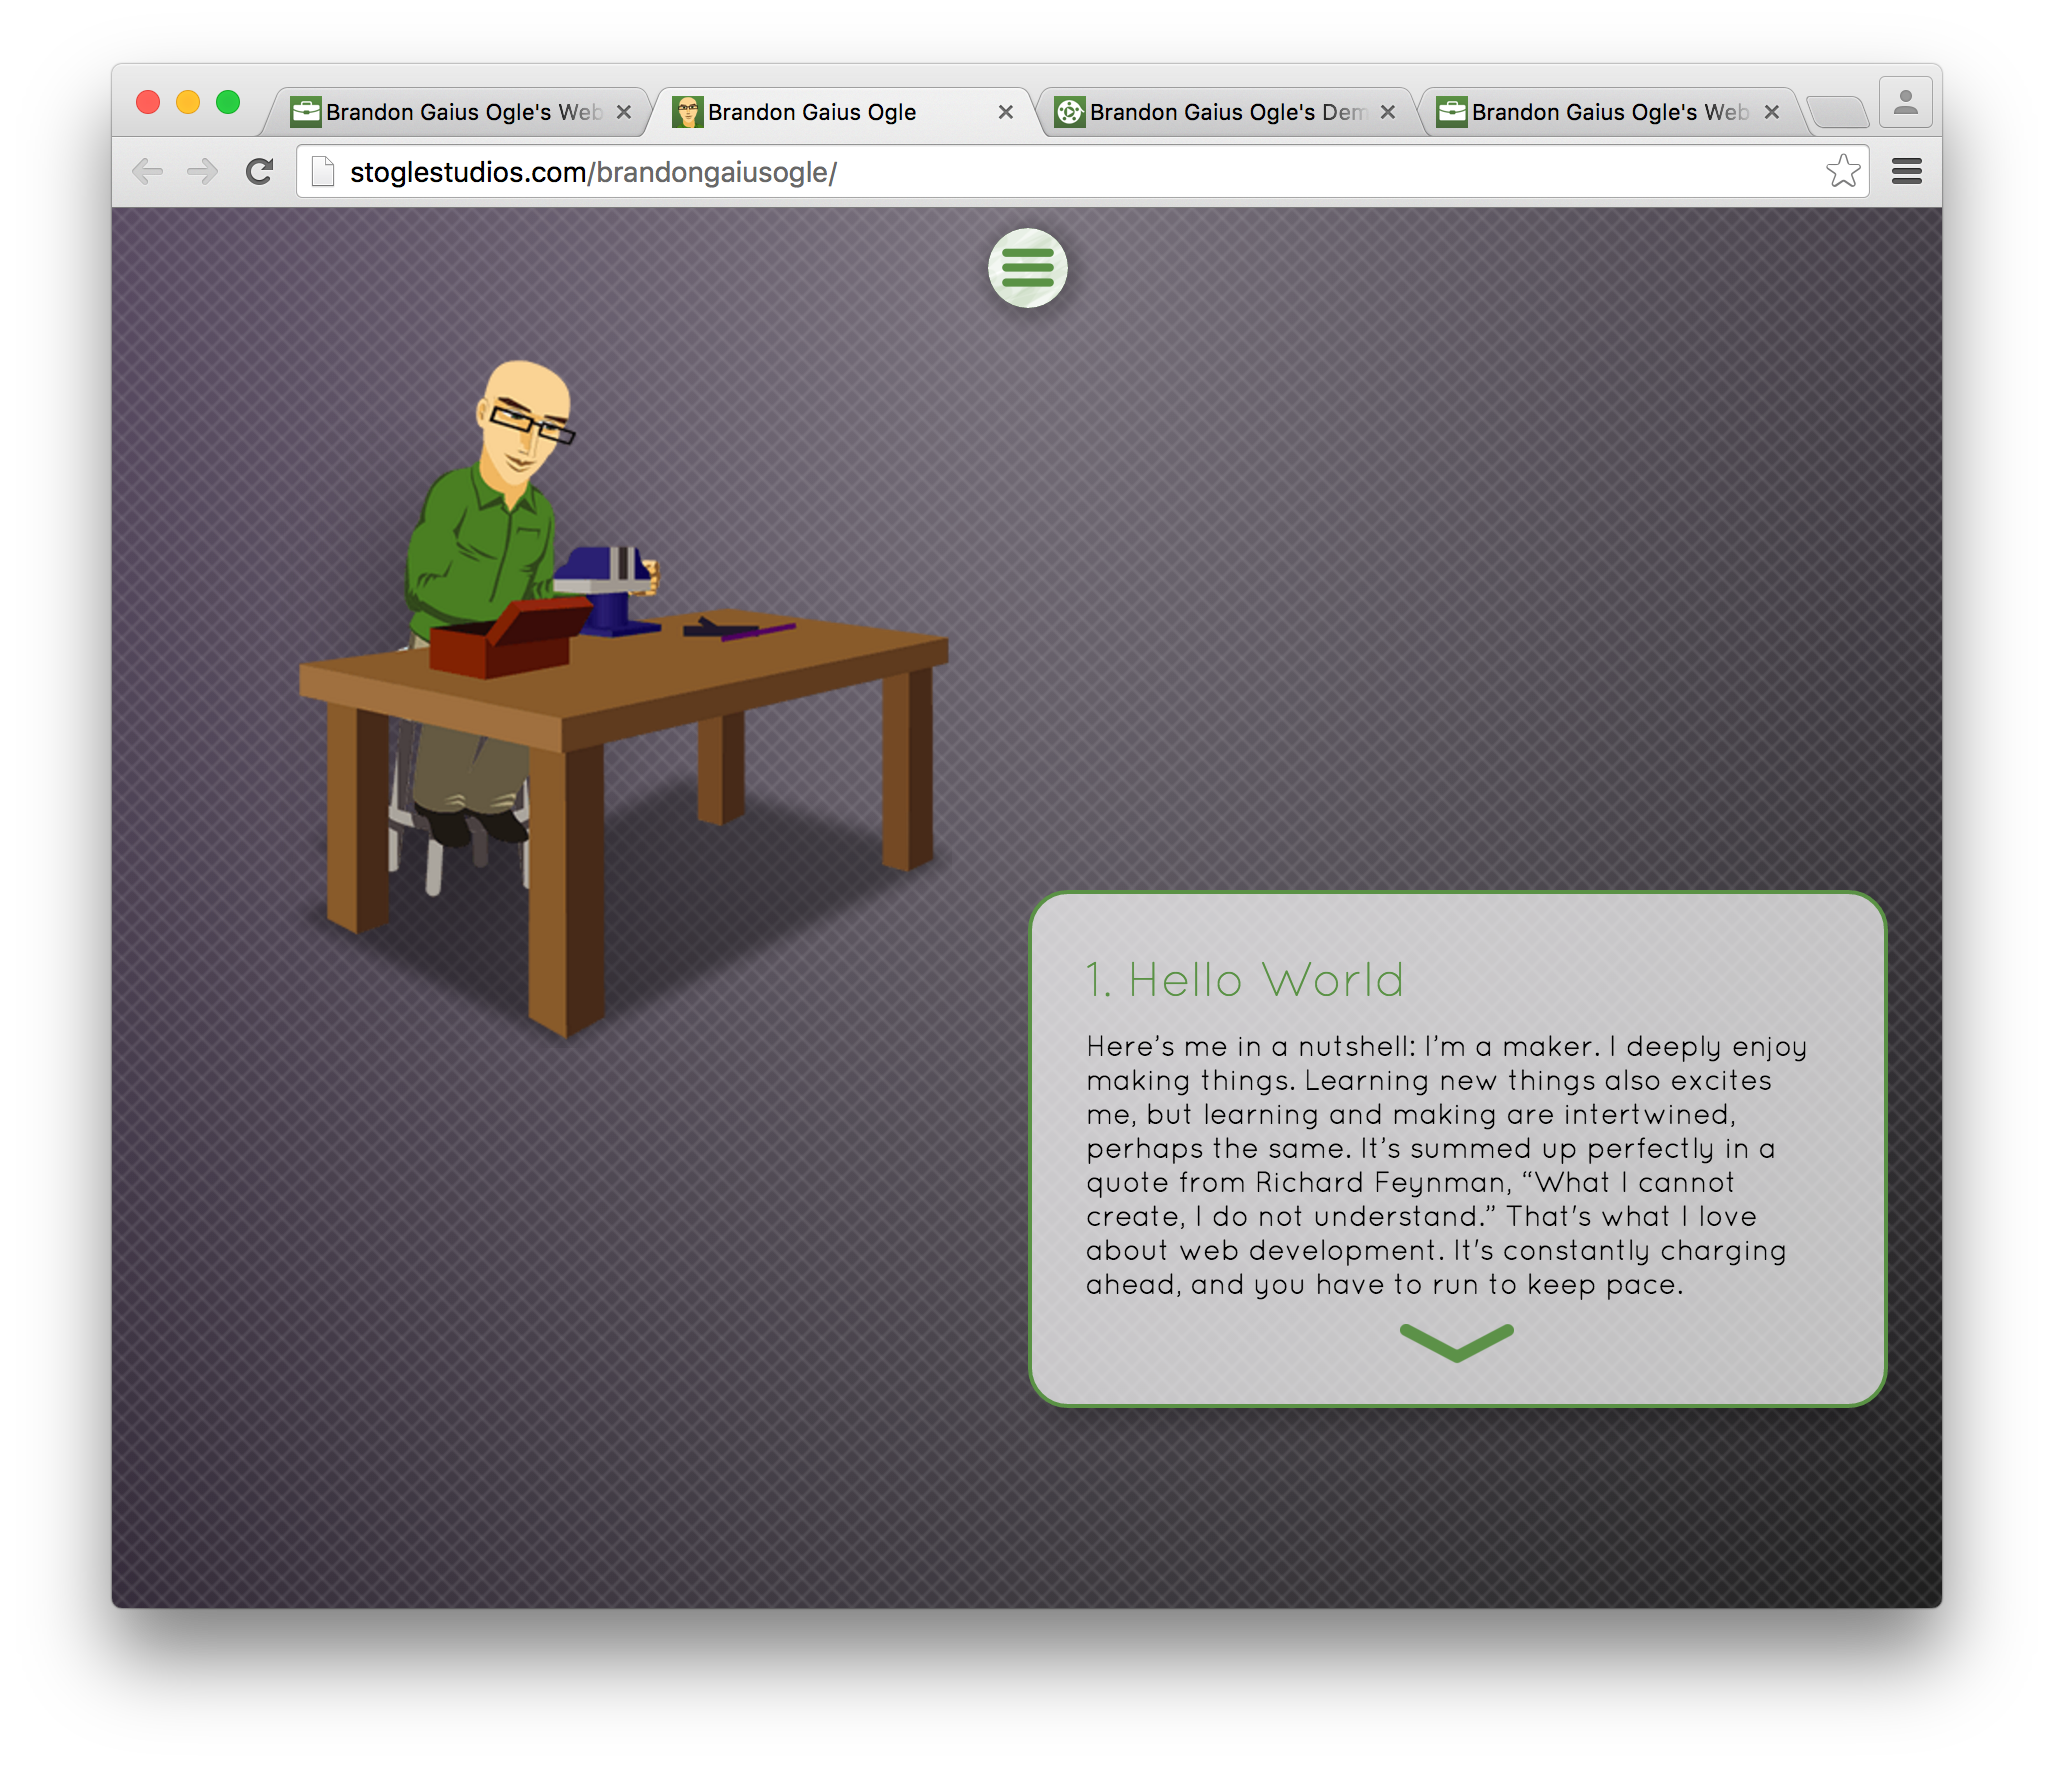 Brandon Gaius Ogle's Web
Brandon Gaius Ogle
Brandon Gaius Ogle's Dem
Brandon Gaius Ogle's Web
stoglestudios.com/brandongaiusogle/
1. Hello World
Here’s me in a nutshell: I’m a maker. I deeply enjoy
making things. Learning new things also excites
me, but learning and making are intertwined,
perhaps the same. It’s summed up perfectly in a
quote from Richard Feynman, “What I cannot
create, I do not understand.” That's what I love
about web development. It's constantly charging
ahead, and you have to run to keep pace.